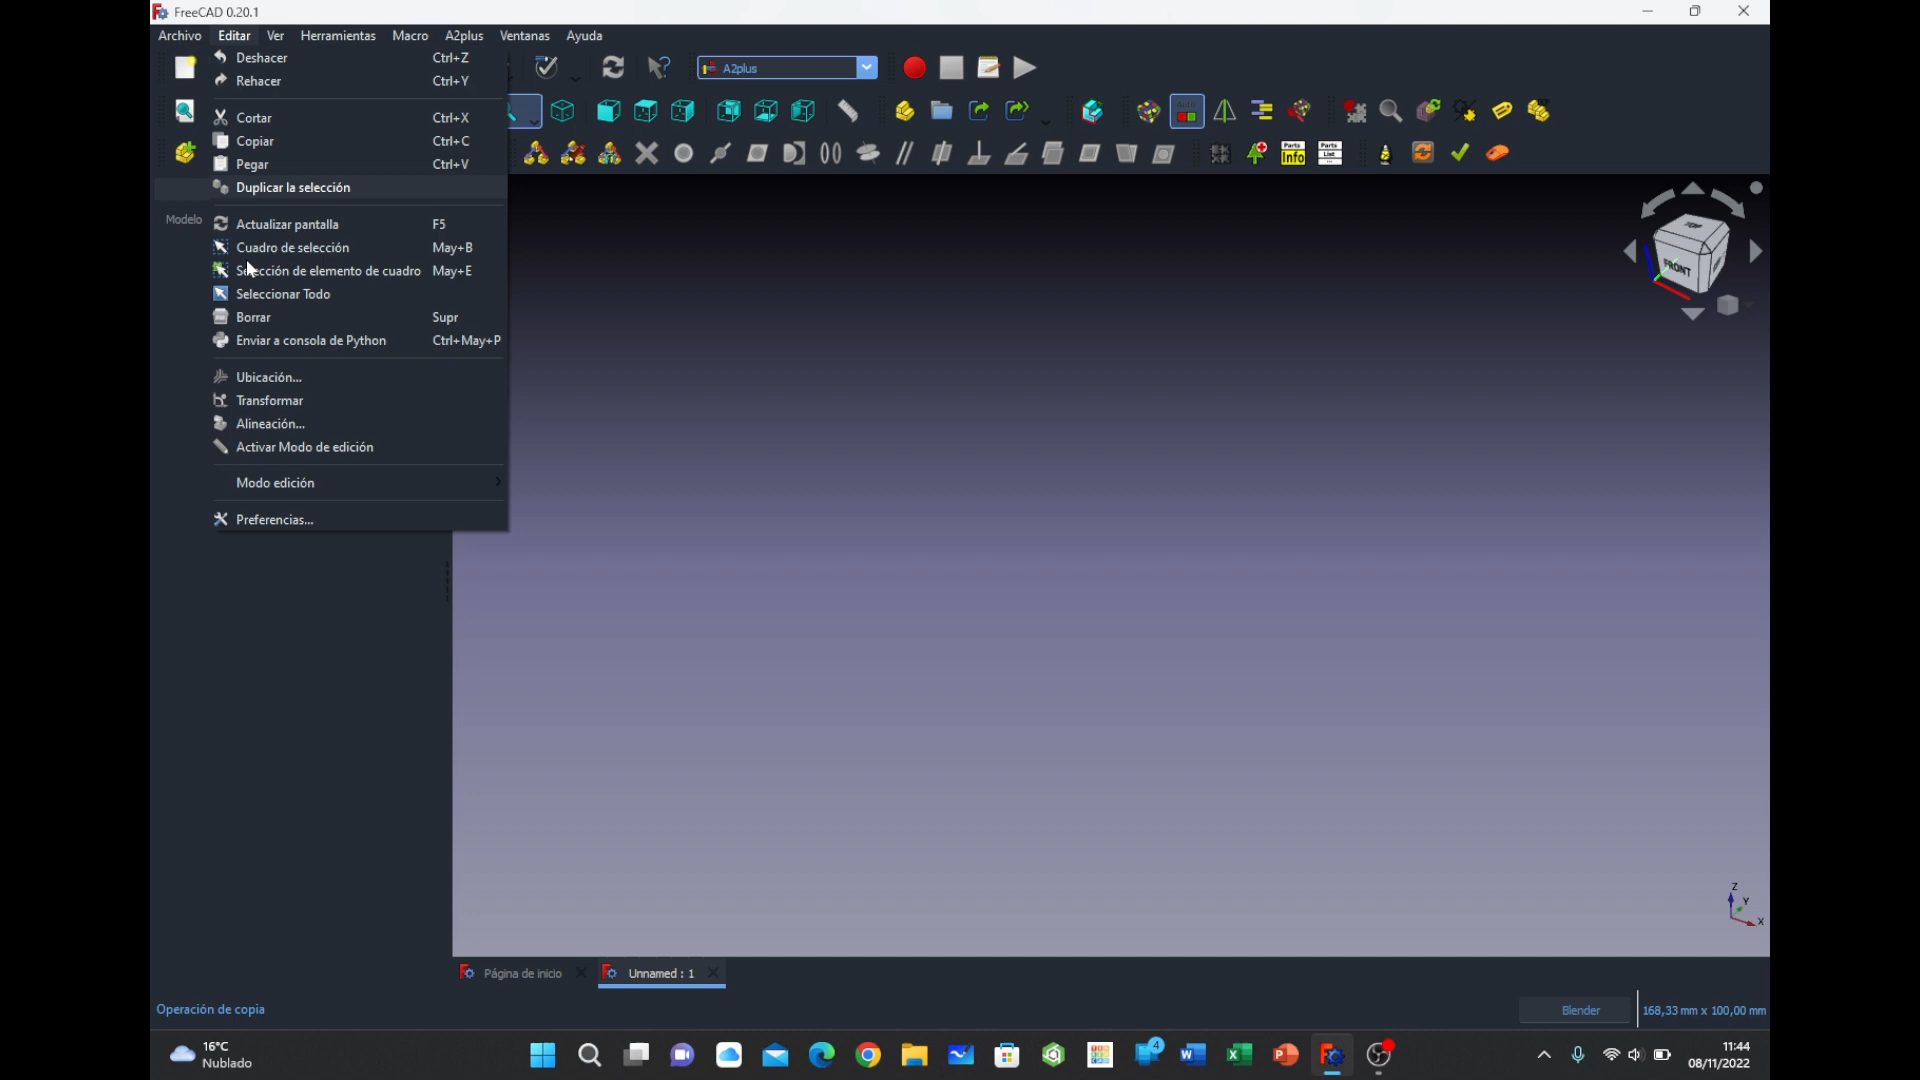 FreeCAD 0.20.1
Archivo Editar Ver Herramientas Macro A2plus Ventanas Ayuda
Deshacer Ctrl+Z
A2plus
Rehacer Ctrl+Y
Cortar Ctrl+X
Copiar Ctrl+C
Pegar Ctrl+V
Parts Info
Parts List
Duplicar la selección
Modelo
Actualizar pantalla F5
Cuadro de selección May+B
de elemento de cuadro May+E
Seleccionar Todo
Borrar Supr
Enviar a consola de Python Ctrl+May+P
Ubicación...
Transformar
Alineación...
Activar Modo de edición
Modo edición
Preferencias...
TOP
FRONT
Z
Y
X
Página de inicio
Unnamed : 1
Operación de copia
Blender
168,33 mm x 100,00 mm
16°C
Nublado
4
11:44
08/11/2022